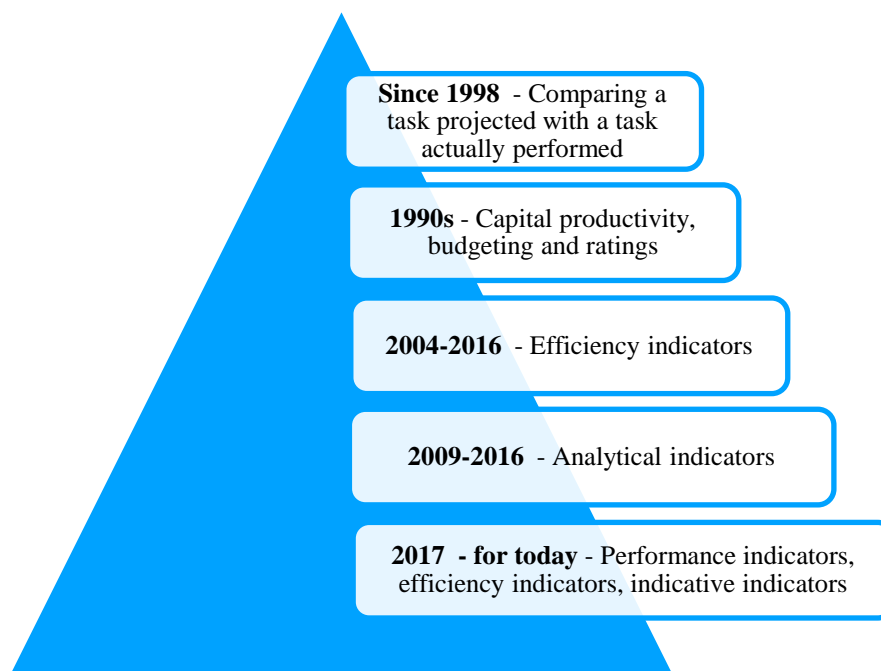 Since 1998 - Comparing a
task projected with a task
actually performed
1990s - Capital productivity,
budgeting and ratings
2004-2016 - Efficiency indicators
2009-2016 - Analytical indicators
2017 - for today - Performance indicators,
efficiency indicators, indicative indicators